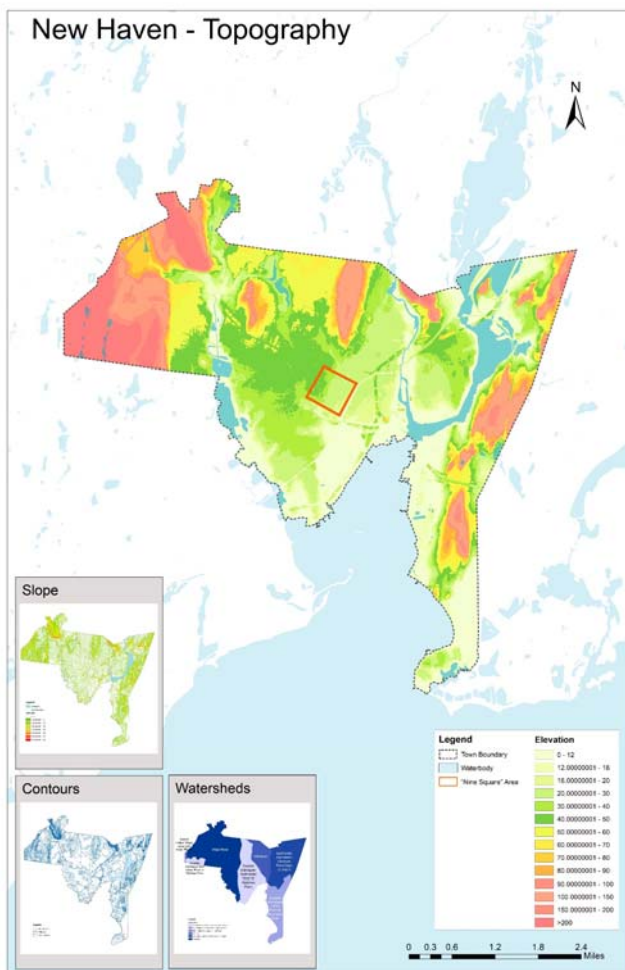 New Haven - Topography
N
Slope
Contours
Watersheds
Legend
Town Boundary
Waterbody
"Nine Square" Area
Elevation
0 - 12
12.00000001 - 16
16.00000001 - 20
20.00000001 - 30
30.00000001 - 40
40.00000001 - 50
50.00000001 - 60
60.00000001 - 70
70.00000001 - 80
80.00000001 - 90
90.00000001 - 100
100.0000001 - 150
150.0000001 - 200
>200
0 0.3 0.6 1.2 1.8 2.4
Miles